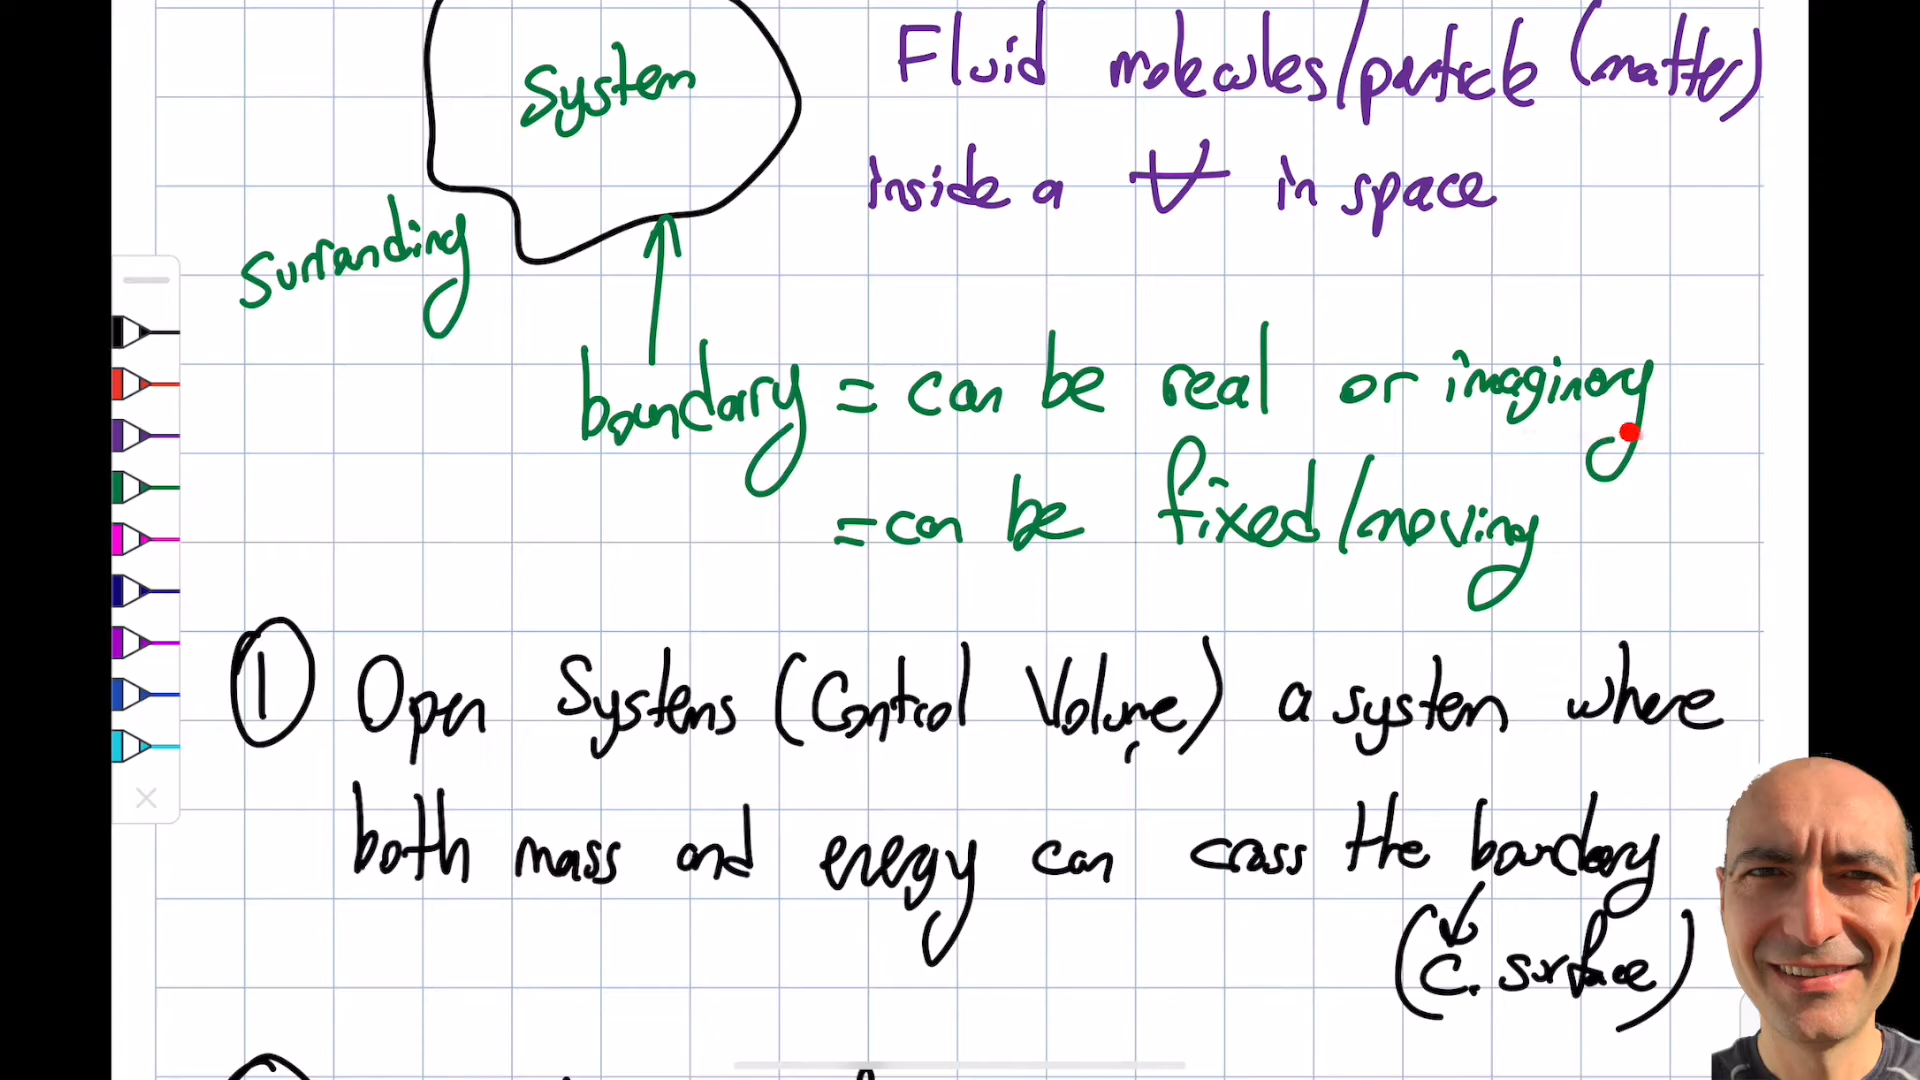 System
Fluid molecules/particle (matter)
inside a V in space
Surranding
boundary = can be real or imaginary
= can be fixed/moving
1 Open Systems (Control Volume) a system where
both mass and energy can cross the boundary
(C. surface)